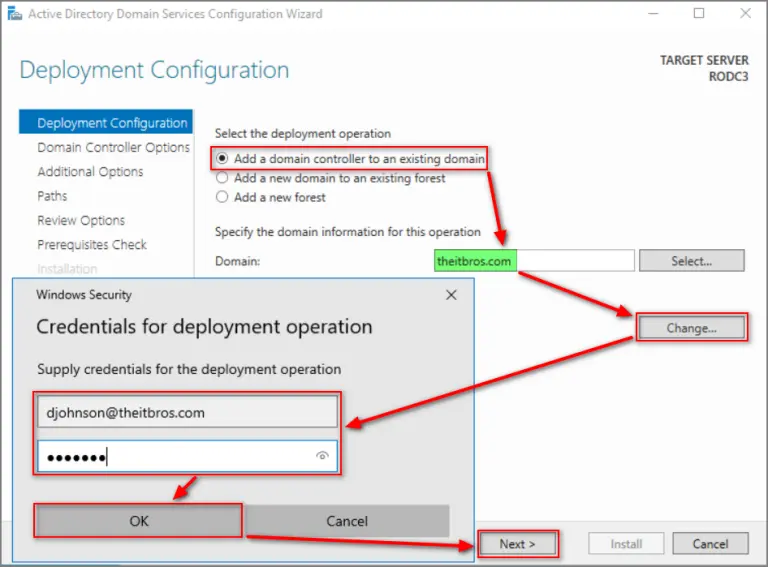 Active Directory Domain Services Configuration Wizard
Deployment Configuration
TARGET SERVER
RODC3
Deployment Configuration
Domain Controller Options
Additional Options
Paths
Review Options
Prerequisites Check
Installation
Select the deployment operation
Add a domain controller to an existing domain
Add a new domain to an existing forest
Add a new forest
Specify the domain information for this operation
Domain:
theitbros.com
Select...
Change...
Windows Security
Credentials for deployment operation
Supply credentials for the deployment operation
djohnson@theitbros.com
●●●●●●●
OK
Cancel
Next >
Install
Cancel